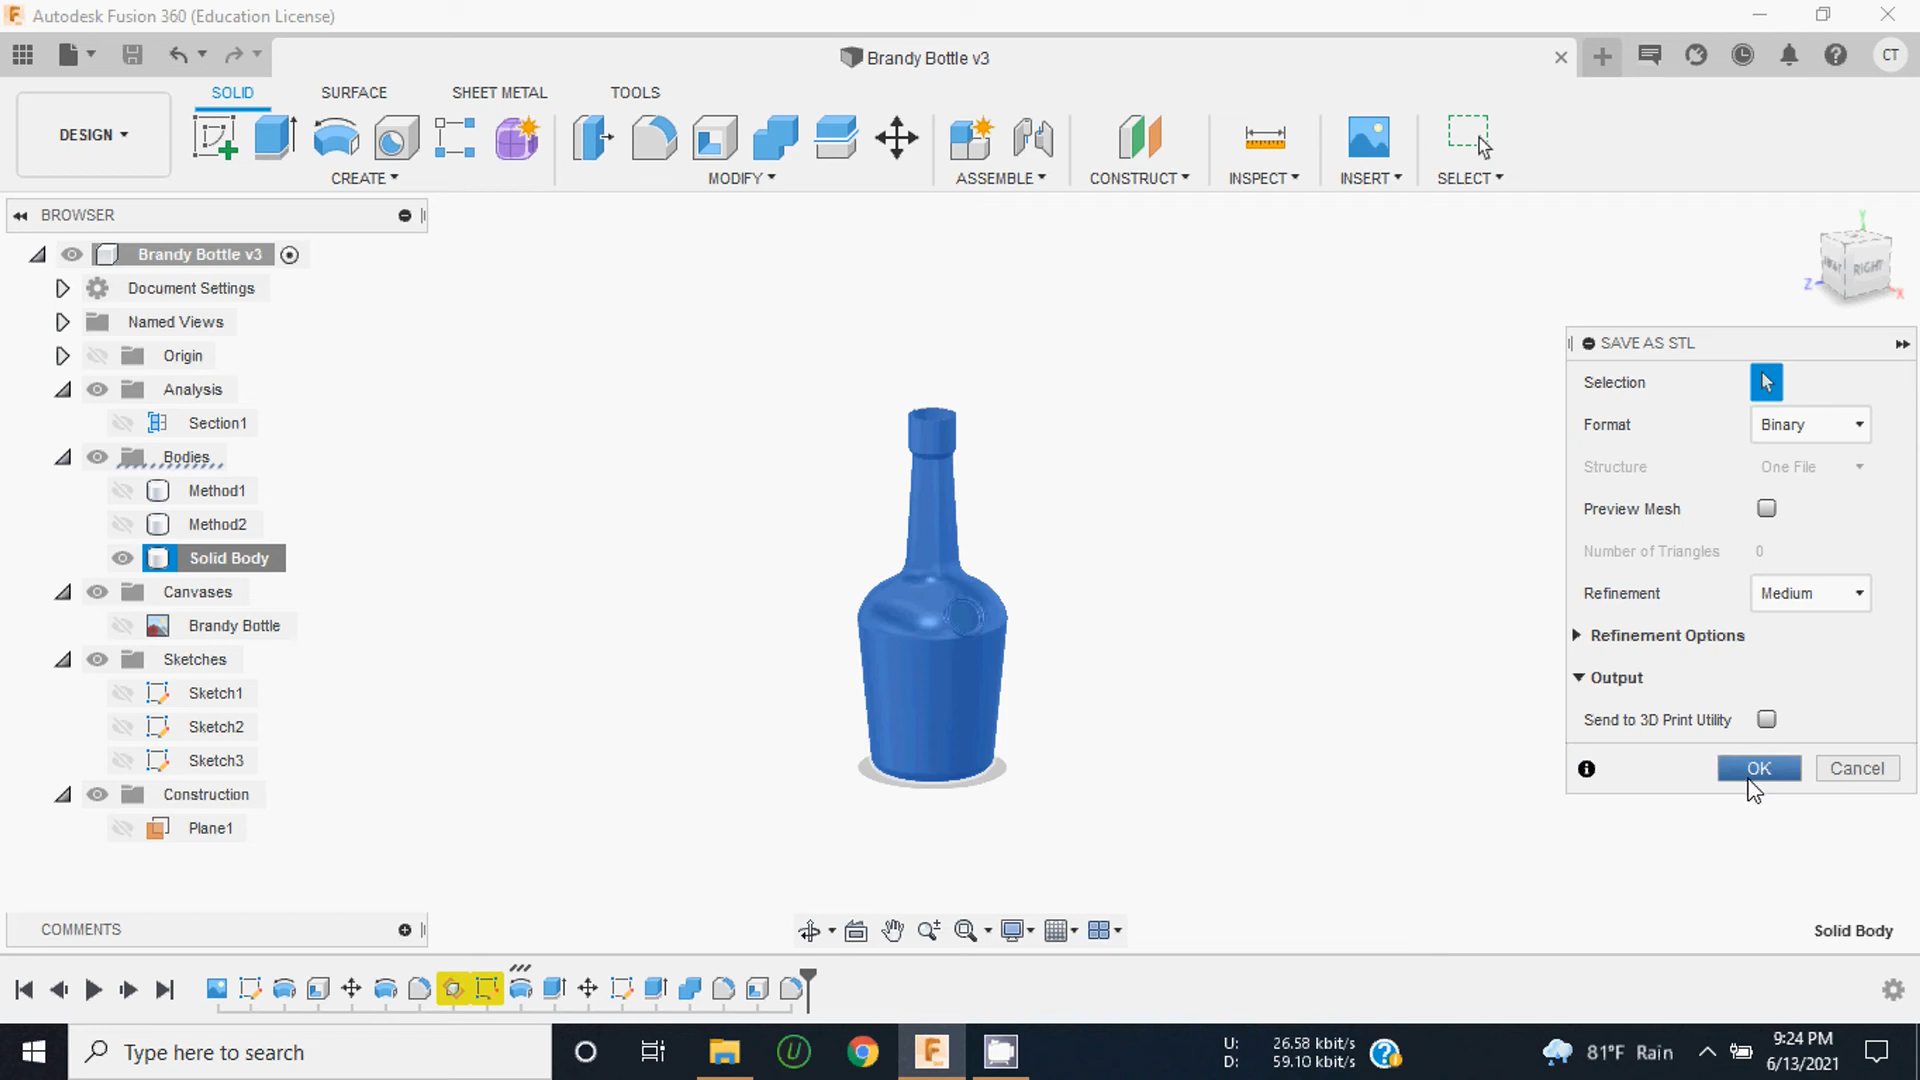 Autodesk Fusion 360 (Education License)
Brandy Bottle v3
CT
SOLID
SURFACE
SHEET METAL
TOOLS
DESIGN
CREATE
MODIFY
ASSEMBLE
CONSTRUCT
INSPECT
INSERT
SELECT
BROWSER
Brandy Bottle v3
Document Settings
Named Views
Origin
Analysis
Section1
Bodies
Method1
Method2
Solid Body
Canvases
Brandy Bottle
Sketches
Sketch1
Sketch2
Sketch3
Construction
Plane1
Y
RIGHT
Z
X
SAVE AS STL
Selection
Format
Binary
Structure
One File
Preview Mesh
Number of Triangles
0
Refinement
Medium
Refinement Options
Output
Send to 3D Print Utility
OK
Cancel
COMMENTS
Solid Body
Type here to search
U: 26.58 kbit/s
D: 59.10 kbit/s
81°F Rain
9:24 PM
6/13/2021